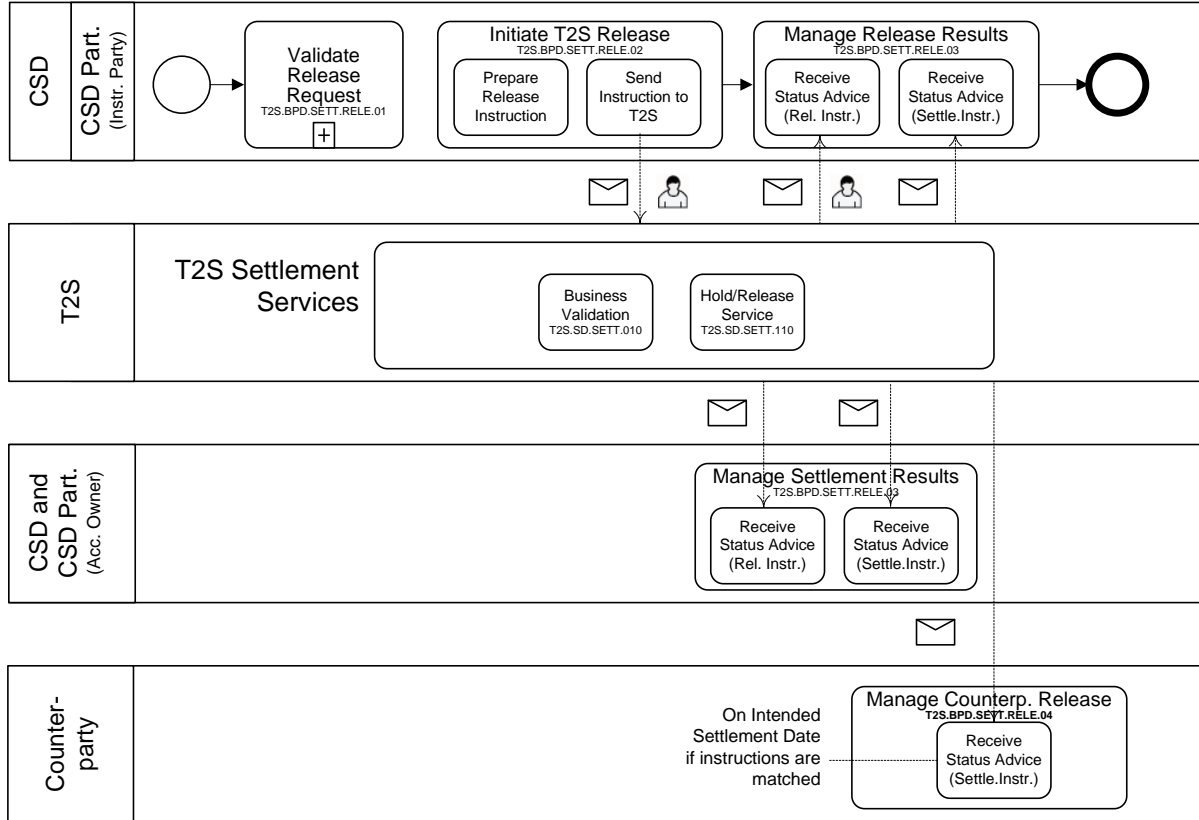 CSD
CSD Part.
(Instr. Party)
Validate
Release
Request
T2S.BPD.SETT.RELE.01
+
Initiate T2S Release
T2S.BPD.SETT.RELE.02
Prepare
Release
Instruction
Send
Instruction to
T2S
Manage Release Results
T2S.BPD.SETT.RELE.03
Receive
Status Advice
(Rel. Instr.)
Receive
Status Advice
(Settle.Instr.)
T2S
T2S Settlement
Services
Business
Validation
T2S.SD.SETT.010
Hold/Release
Service
T2S.SD.SETT.110
CSD and
CSD Part.
(Acc. Owner)
Manage Settlement Results
T2S.BPD.SETT.RELE.03
Receive
Status Advice
(Rel. Instr.)
Receive
Status Advice
(Settle.Instr.)
Counter-
party
On Intended
Settlement Date
if instructions are
matched
Manage Counterp. Release
T2S.BPD.SETT.RELE.04
Receive
Status Advice
(Settle.Instr.)